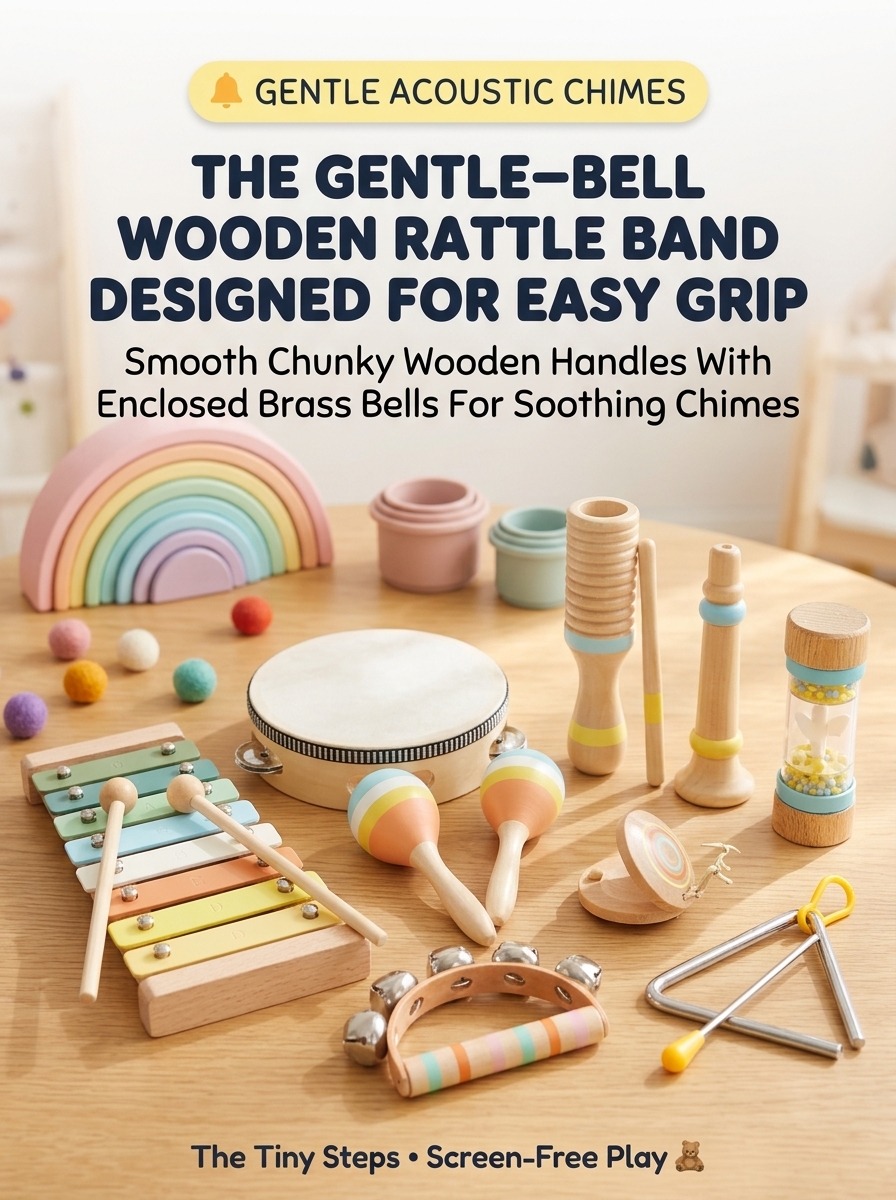 🔔 GENTLE ACOUSTIC CHIMES
THE GENTLE–BELL
WOODEN RATTLE BAND
DESIGNED FOR EASY GRIP
Smooth Chunky Wooden Handles With
Enclosed Brass Bells For Soothing Chimes
The Tiny Steps • Screen-Free Play 🧸